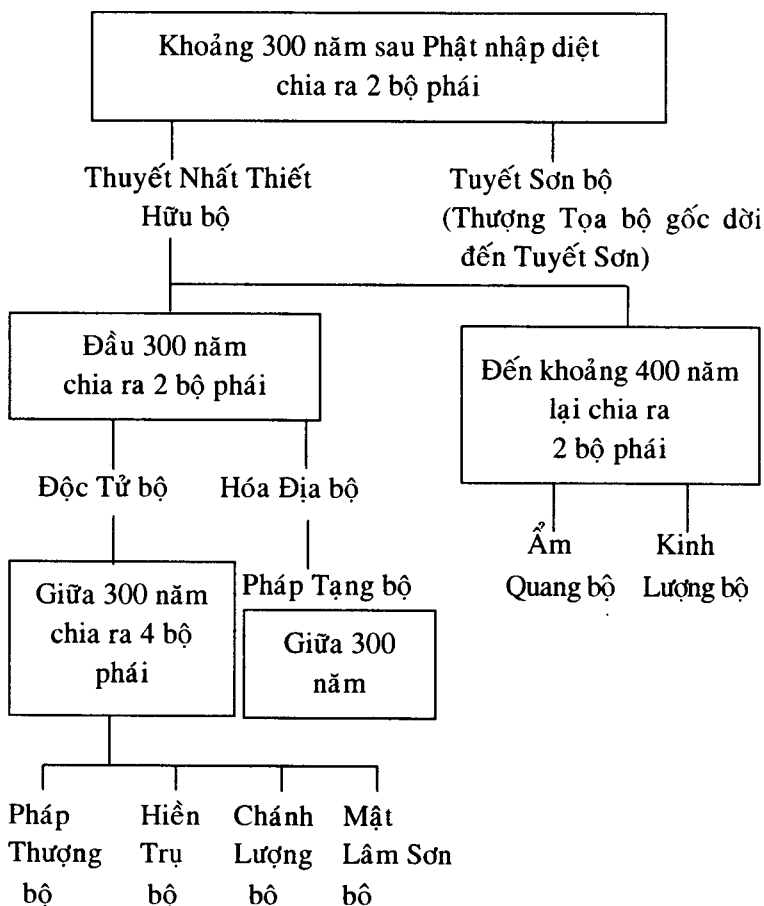 Khoảng 300 năm sau Phật nhập diệt
chia ra 2 bộ phái
Thuyết Nhất Thiết
Hữu bộ
Tuyết Sơn bộ
(Thượng Tọa bộ gốc dời
đến Tuyết Sơn)
Đầu 300 năm
chia ra 2 bộ phái
Đến khoảng 400 năm
lại chia ra
2 bộ phái
Độc Tử bộ
Hóa Địa bộ
Ẩm
Quang bộ
Kinh
Lượng bộ
Giữa 300 năm
chia ra 4 bộ
phái
Pháp Tạng bộ
Giữa 300
năm
Pháp
Thượng
bộ
Hiền
Trụ
bộ
Chánh
Lượng
bộ
Mật
Lâm Sơn
bộ